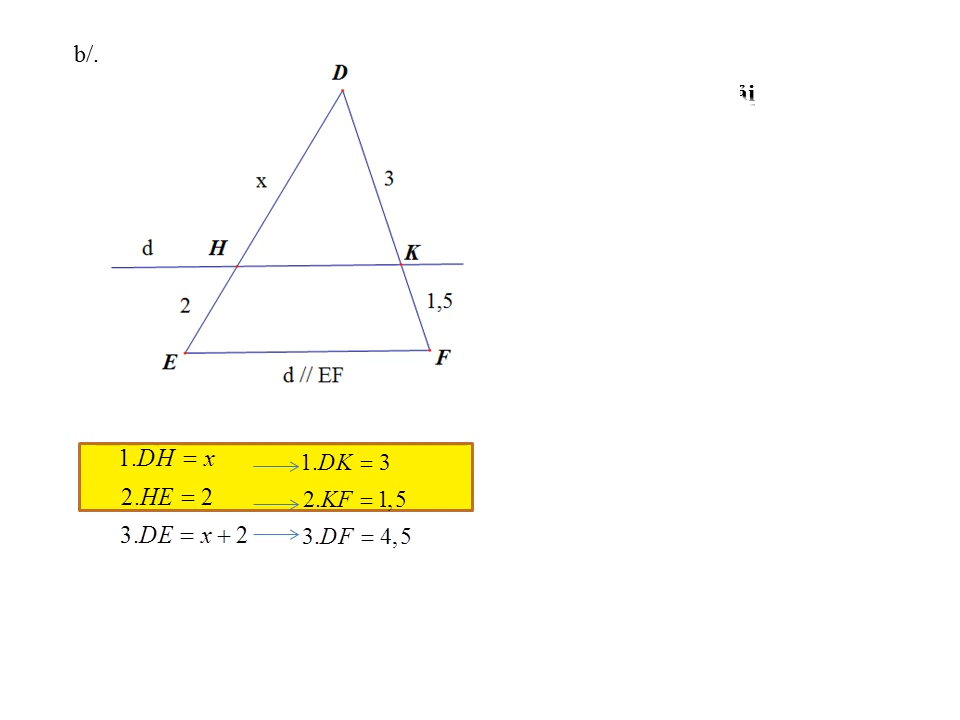 b/.
D
x
3
d
H
K
2
1,5
E
F
d // EF
1.DH = x
1.DK = 3
2.HE = 2
2.KF = 1,5
3.DE = x + 2
3.DF = 4,5